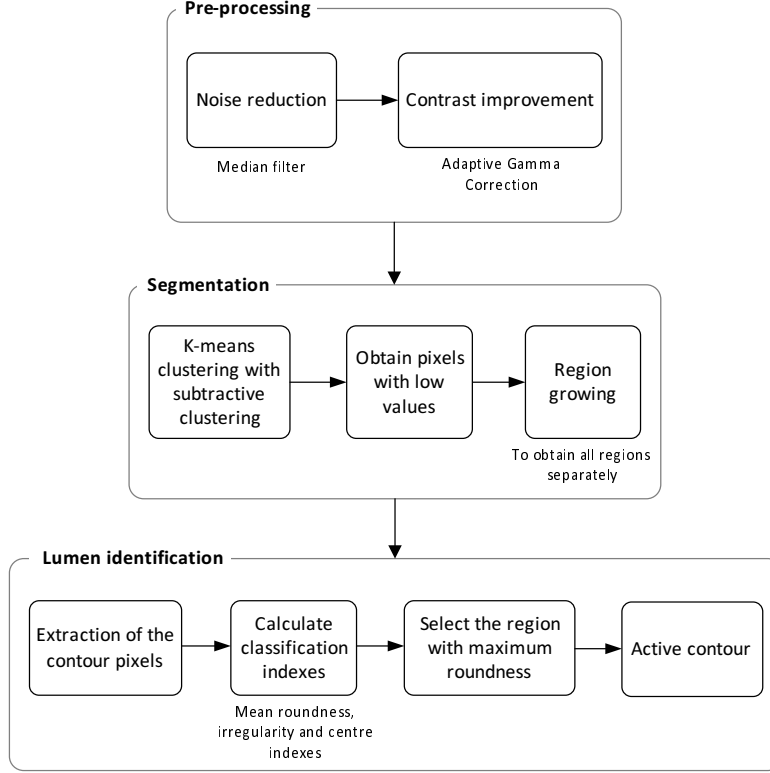 Pre-processing
Noise reduction
Contrast improvement
Median filter
Adaptive Gamma
Correction
Segmentation
K-means
clustering with
subtractive
clustering
Obtain pixels
with low
values
Region
growing
To obtain all regions
separately
Lumen identification
Extraction of the
contour pixels
Calculate
classification
indexes
Select the region
with maximum
roundness
Active contour
Mean roundness,
irregularity and centre
indexes